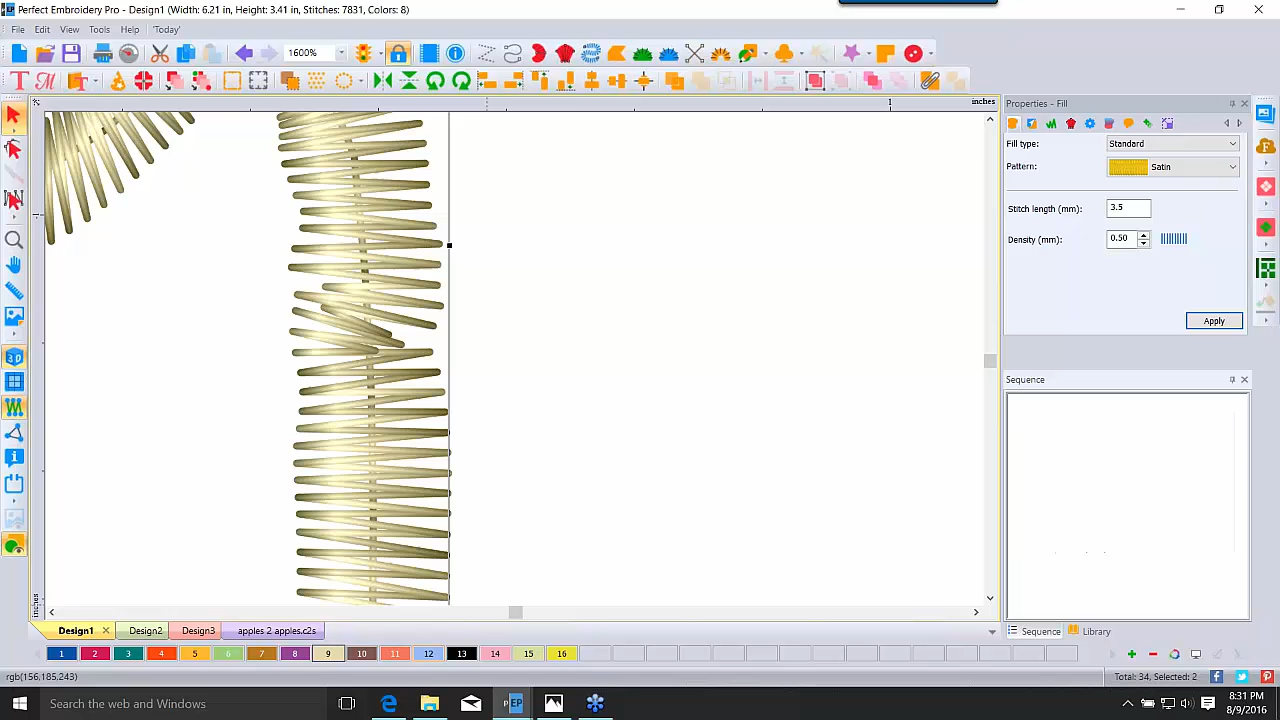 Perfect Embroidery Pro - Design1 (Width: 6.21 in, Height: 3.41 in, Stitches: 7831, Colors: 8)
File Edit View Tools Help 'Today'
1600%
inches
1
Properties - Fill
Fill type: Standard
Pattern: Satin
Stitch length (mm): 3.5
Density (mm): 0.50
Apply
Sequence
Sequence Library
Design1 Design2 Design3 apples 2 apples.c2s
1 2 3 4 5 6 7 8 9 10 11 12 13 14 15 16
rgb(156,185,243)
Total: 34, Selected: 2
Search the web and Windows
8:31 PM
8/9/2016